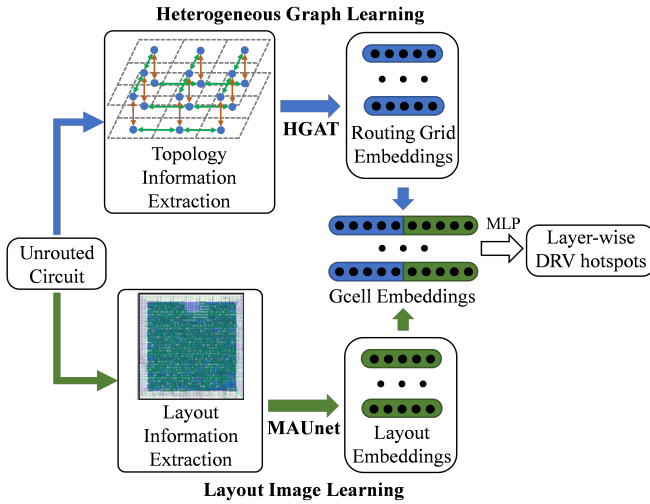 Heterogeneous Graph Learning
Topology
Information
Extraction
HGAT
Routing Grid
Embeddings
Unrouted
Circuit
Gcell Embeddings
MLP
Layer-wise
DRV hotspots
Layout
Information
Extraction
MAUnet
Layout
Embeddings
Layout Image Learning